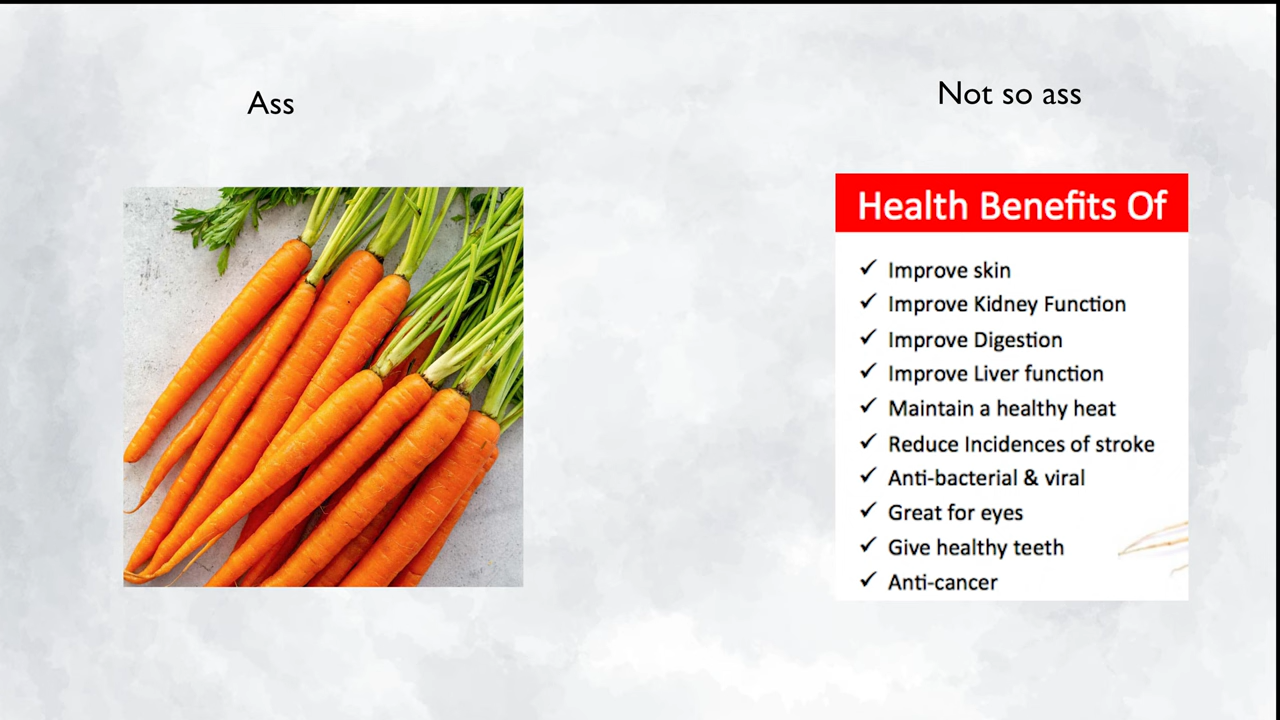 Ass
Not so ass
Health Benefits Of
✓ Improve skin
✓ Improve Kidney Function
✓ Improve Digestion
✓ Improve Liver function
✓ Maintain a healthy heat
✓ Reduce Incidences of stroke
✓ Anti-bacterial & viral
✓ Great for eyes
✓ Give healthy teeth
✓ Anti-cancer